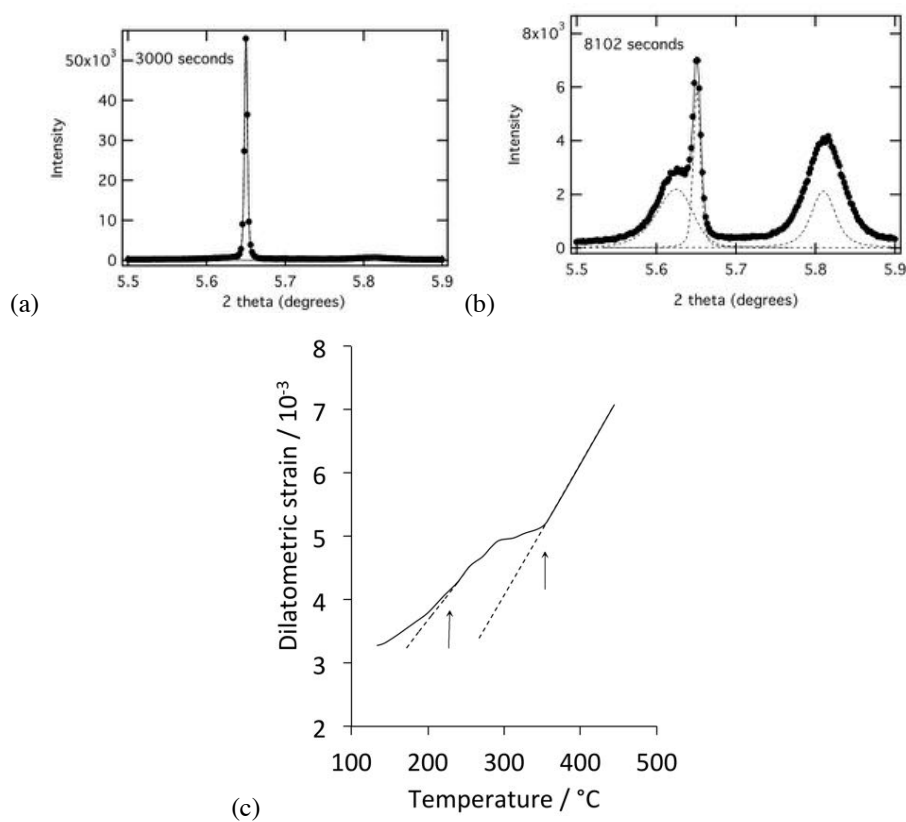 3000 seconds
50x10³
40
30
20
10
0
Intensity
5.5
5.6
5.7
5.8
5.9
2 theta (degrees)
(a)
8102 seconds
8x10³
6
4
2
0
Intensity
5.5
5.6
5.7
5.8
5.9
2 theta (degrees)
(b)
8
7
6
5
4
3
2
Dilatometric strain / 10⁻³
100
200
300
400
500
Temperature / °C
(c)